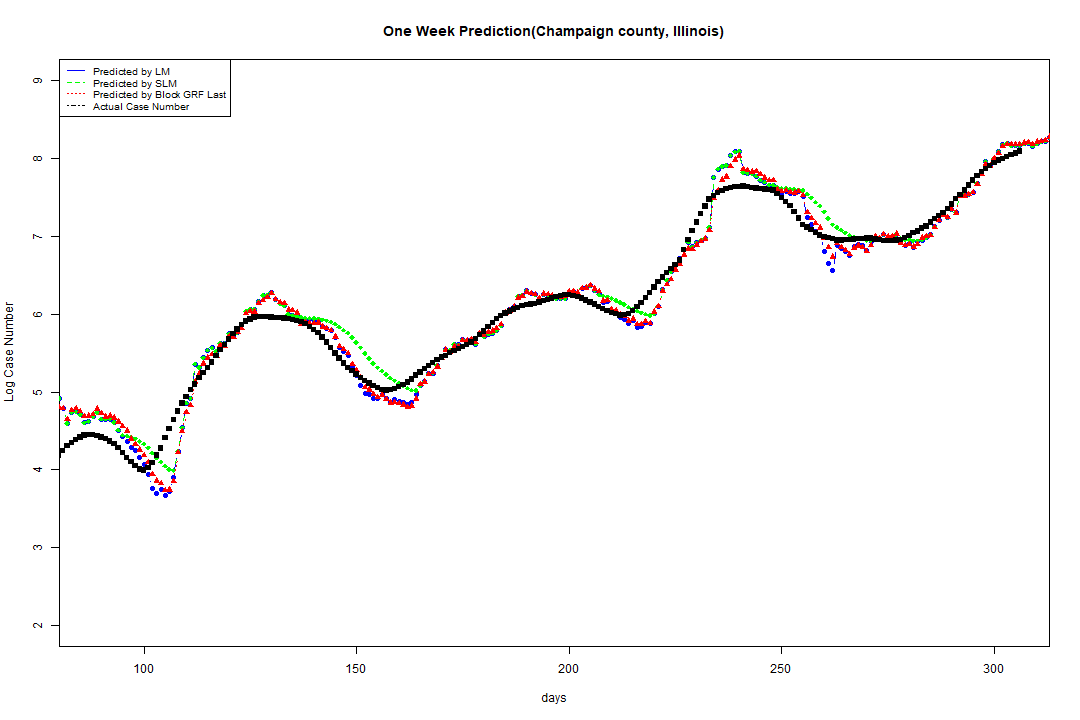 One Week Prediction(Champaign county, Illinois)
Predicted by LM
Predicted by SLM
Predicted by Block GRF Last
Actual Case Number
Log Case Number
9
8
7
6
5
4
3
2
100 150 200 250 300
days